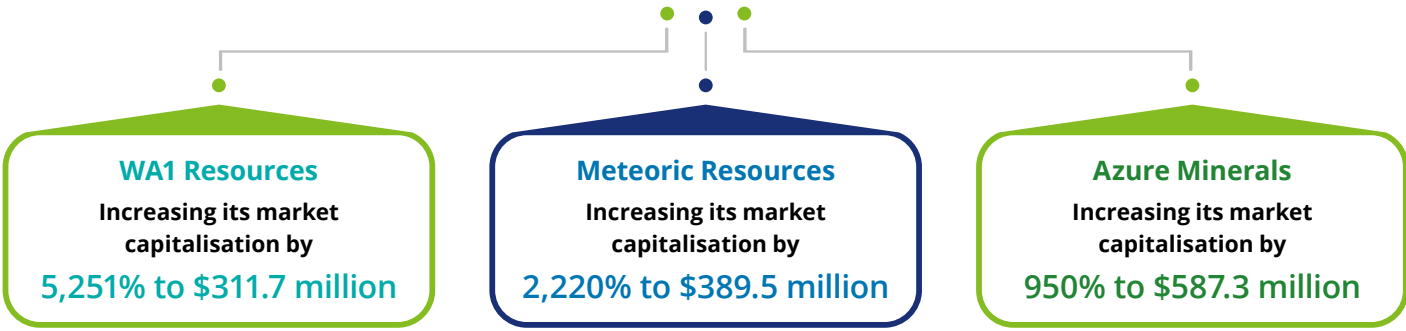 WA1 Resources
Increasing its market
capitalisation by
5,251% to $311.7 million
Meteoric Resources
Increasing its market
capitalisation by
2,220% to $389.5 million
Azure Minerals
Increasing its market
capitalisation by
950% to $587.3 million